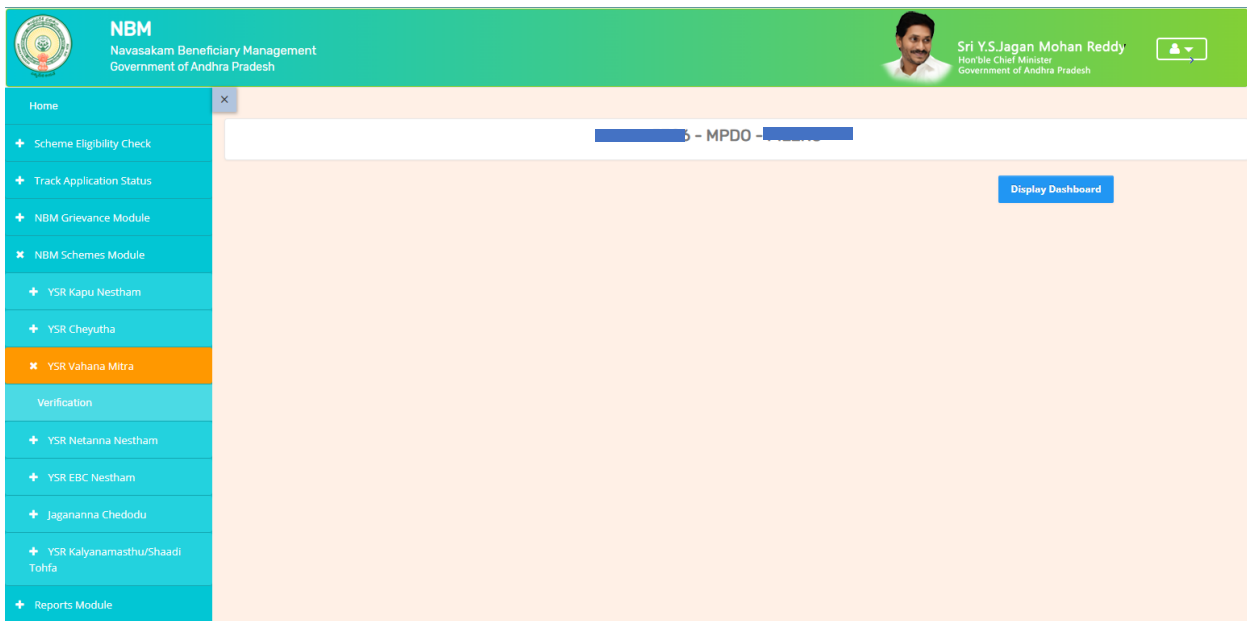 NBM
Navasakam Beneficiary Management
Government of Andhra Pradesh
Sri Y.S.Jagan Mohan Reddy
Hon'ble Chief Minister
Government of Andhra Pradesh
Home
×
- MPDO -
Scheme Eligibility Check
Display Dashboard
Track Application Status
NBM Grievance Module
NBM Schemes Module
YSR Kapu Nestham
YSR Cheyutha
YSR Vahana Mitra
Verification
YSR Netanna Nestham
YSR EBC Nestham
Jagananna Chedodu
YSR Kalyanamasthu/Shaadi
Tohfa
Reports Module